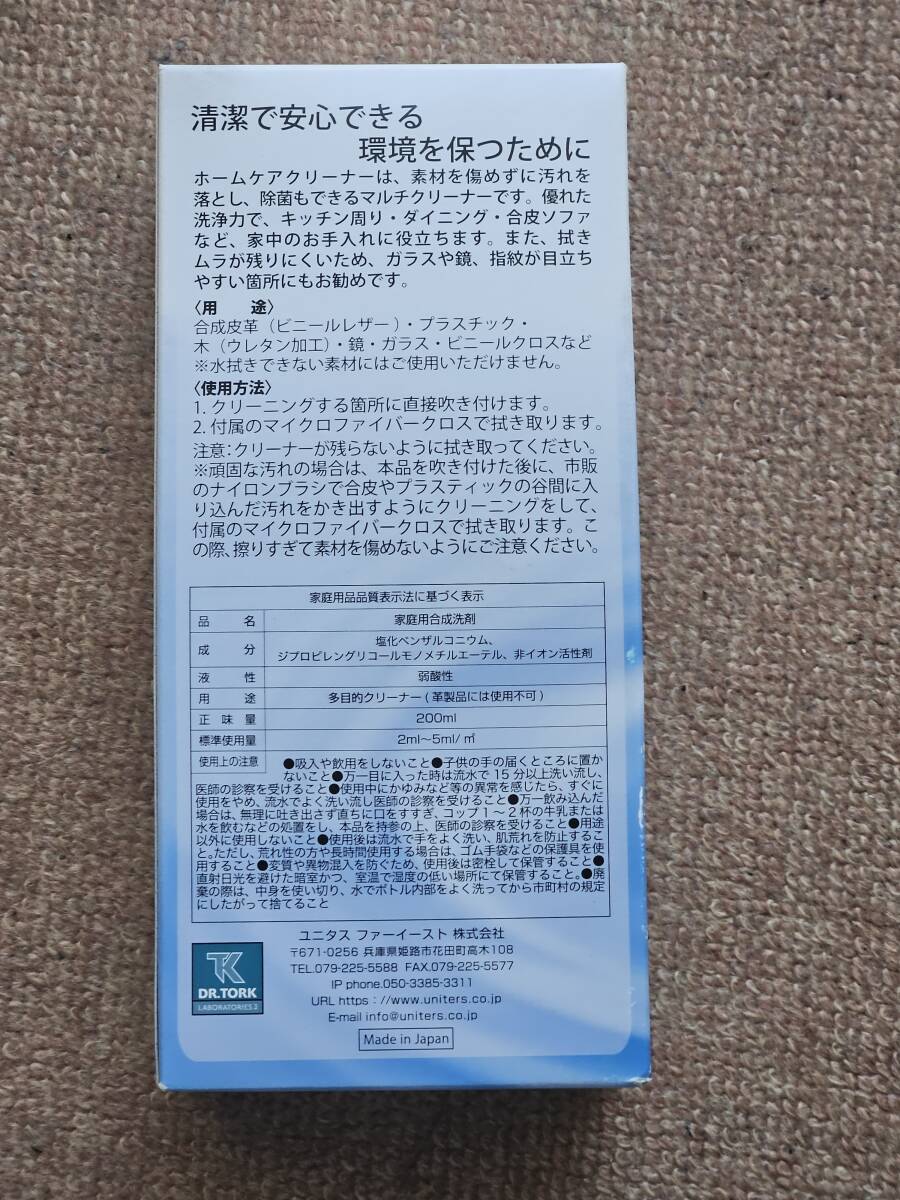 清潔で安心できる
環境を保つために
ホームケアクリーナーは、素材を傷めずに汚れを
落とし、除菌もできるマルチクリーナーです。優れた
洗浄力で、キッチン周り・ダイニング・合皮ソファ
など、家中のお手入れに役立ちます。また、拭き
ムラが残りにくいため、ガラスや鏡、指紋が目立ち
やすい箇所にもお勧めです。
〈用 途〉
合成皮革（ビニールレザー）・プラスチック・
木（ウレタン加工）・鏡・ガラス・ビニールクロスなど
※水拭きできない素材にはご使用いただけません。
〈使用方法〉
1. クリーニングする箇所に直接吹き付けます。
2. 付属のマイクロファイバークロスで拭き取ります。
注意：クリーナーが残らないように拭き取ってください。
※頑固な汚れの場合は、本品を吹き付けた後に、市販
のナイロンブラシで合皮やプラスティックの谷間に入
り込んだ汚れをかき出すようにクリーニングをして、
付属のマイクロファイバークロスで拭き取ります。こ
の際、擦りすぎて素材を傷めないようにご注意ください。
家庭用品品質表示法に基づく表示
品 名 家庭用合成洗剤
成 分 塩化ベンザルコニウム、
ジプロピレングリコールモノメチルエーテル、非イオン活性剤
液 性 弱酸性
用 途 多目的クリーナー（革製品には使用不可）
正 味 量 200ml
標準使用量 2ml～5ml/㎡
使用上の注意 ●吸入や飲用をしないこと●子供の手の届くところに置か
ないこと●万一目に入った時は流水で15分以上洗い流し、
医師の診察を受けること●使用中にかゆみなど等の異常を感じたら、すぐに
使用をやめ、流水でよく洗い流し医師の診察を受けること●万一飲み込んだ
場合は、無理に吐き出さず直ちに口をすすぎ、コップ1～2杯の牛乳または
水を飲むなどの処置をし、本品を持参の上、医師の診察を受けること●用途
以外に使用しないこと●使用後は流水で手をよく洗い、肌荒れを防止するこ
と。ただし、荒れ性の方や長時間使用する場合は、ゴム手袋などの保護具を使
用すること●変質や異物混入を防ぐため、使用後は密栓して保管すること●
直射日光を避けた暗室かつ、室温で湿度の低い場所にて保管すること。●廃
棄の際は、中身を使い切り、水でボトル内部をよく洗ってから市町村の規定
にしたがって捨てること
ユニタス ファーイースト 株式会社
〒671-0256 兵庫県姫路市花田町高木108
TEL.079-225-5588 FAX.079-225-5577
IP phone.050-3385-3311
URL https：//www.uniters.co.jp
E-mail info@uniters.co.jp
Made in Japan
TK
DR.TORK
LABORATORIES 3